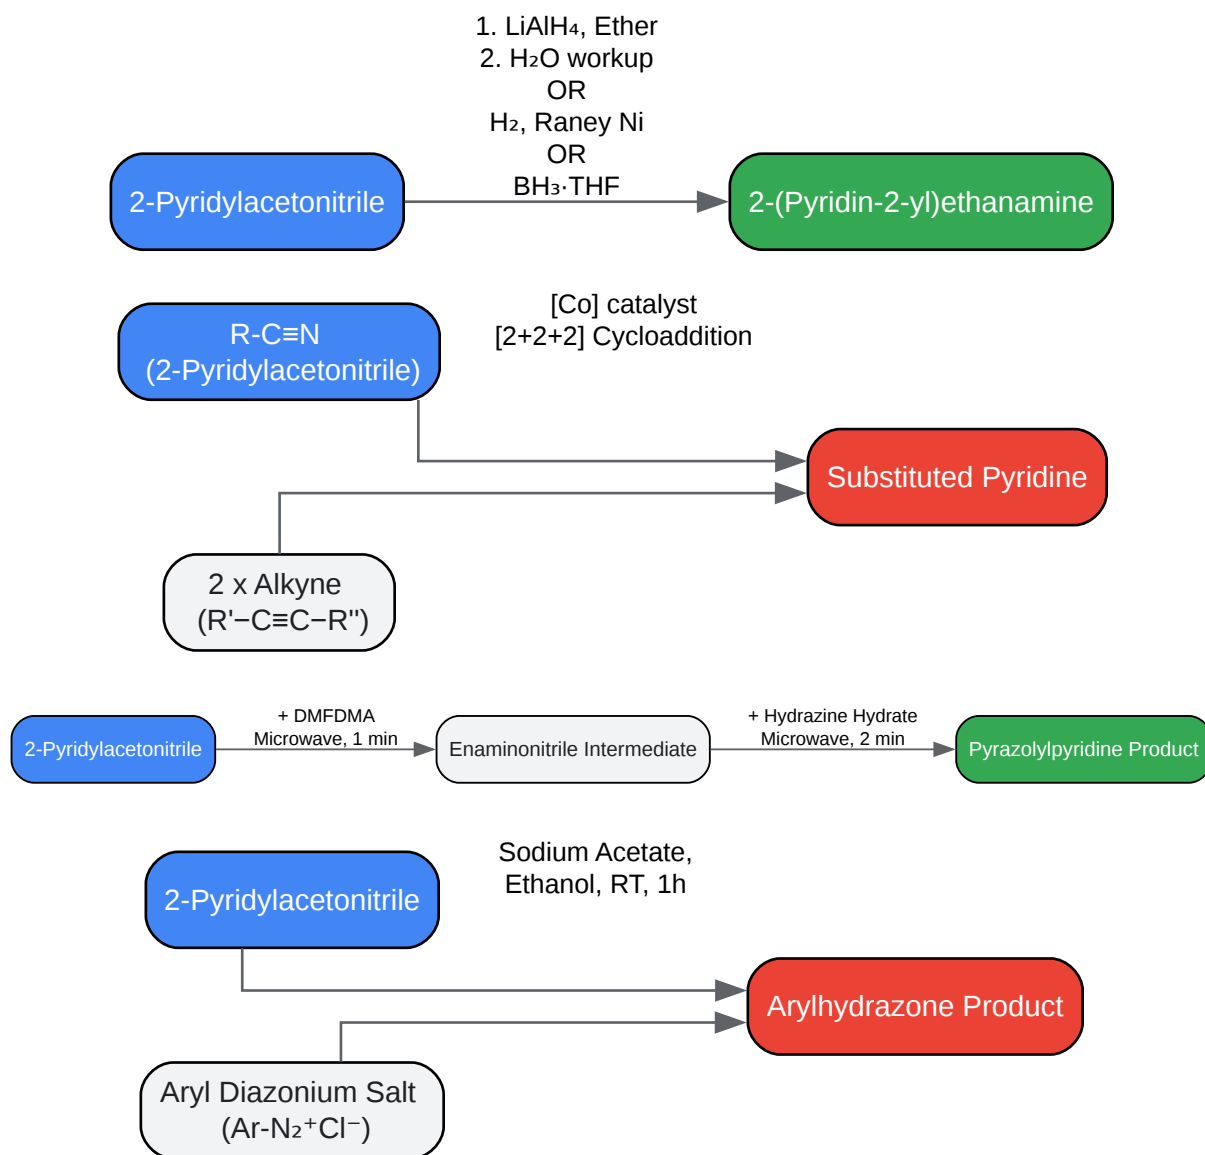 1. LiAlH₄, Ether
2. H₂O workup
OR
H₂, Raney Ni
OR
BH₃·THF
2-Pyridylacetonitrile
2-(Pyridin-2-yl)ethanamine
R-C≡N
(2-Pyridylacetonitrile)
[Co] catalyst
[2+2+2] Cycloaddition
Substituted Pyridine
2 x Alkyne
(R'−C≡C−R'')
2-Pyridylacetonitrile
+ DMFDMA
Microwave, 1 min
Enaminonitrile Intermediate
+ Hydrazine Hydrate
Microwave, 2 min
Pyrazolylpyridine Product
2-Pyridylacetonitrile
Sodium Acetate,
Ethanol, RT, 1h
Arylhydrazone Product
Aryl Diazonium Salt
(Ar-N₂⁺Cl⁻)